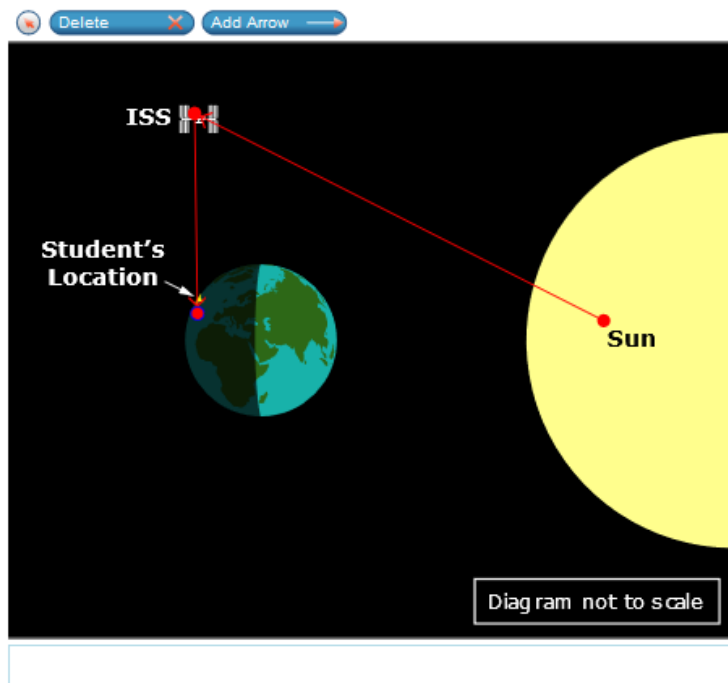 Delete
Add Arrow
ISS
Student's
Location
Sun
Diagram not to scale